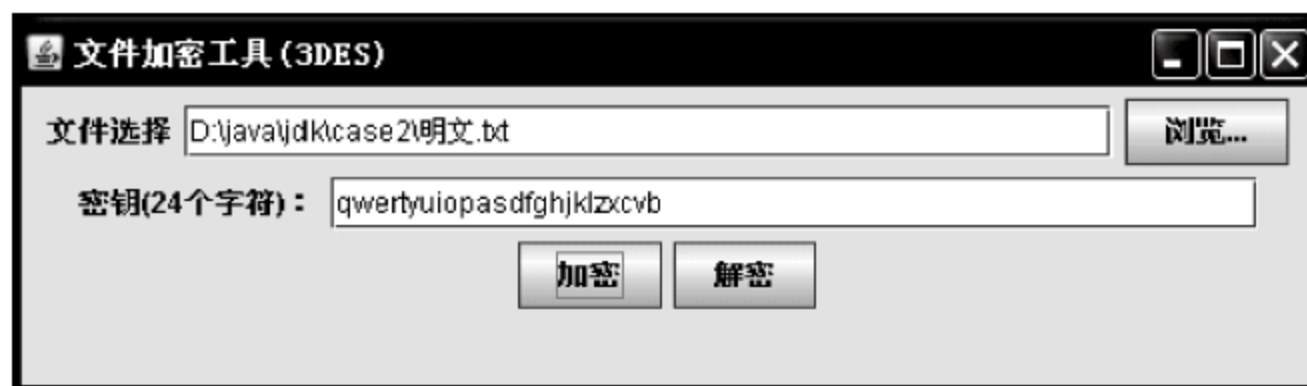 文件加密工具(3DES)
文件选择 D:\java\jdk\case2\明文.txt 浏览...
密钥(24个字符)： qwertyuiopasdfghjklzxcvb
加密 解密